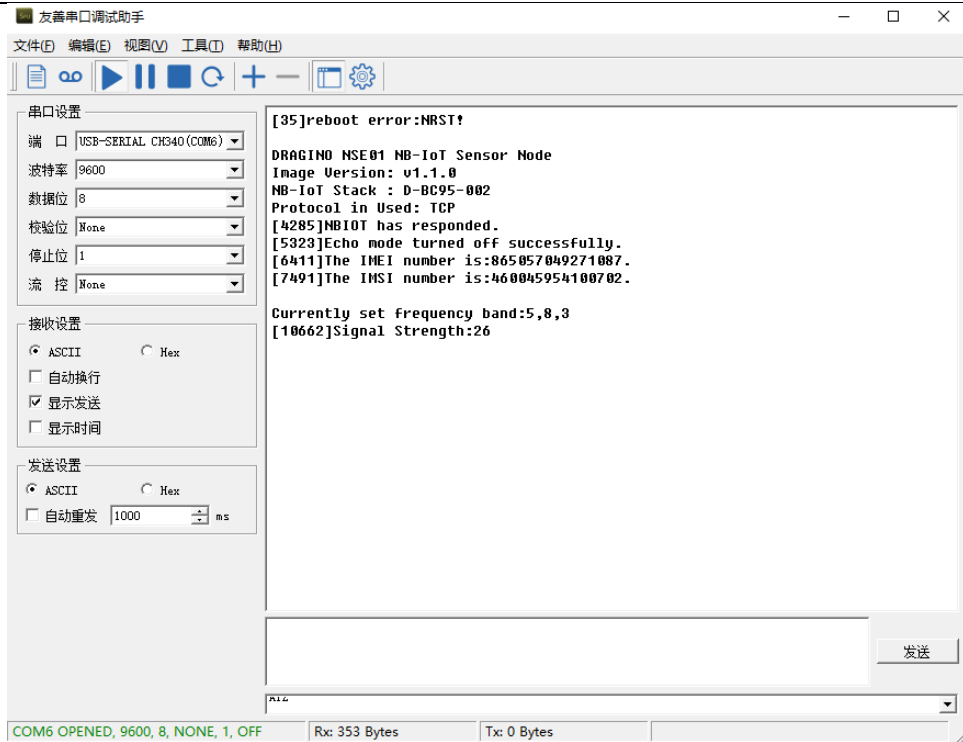 友善串口调试助手
文件(F) 编辑(E) 视图(V) 工具(T) 帮助(H)
串口设置
端 口 USB-SERIAL CH340(COM6)
波特率 9600
数据位 8
校验位 None
停止位 1
流 控 None
接收设置
ASCII Hex
自动换行
显示发送
显示时间
发送设置
ASCII Hex
自动重发 1000 ms
[35]reboot error:NRST!
DRAGINO NSE01 NB-IoT Sensor Node
Image Version: v1.1.0
NB-IoT Stack : D-BC95-002
Protocol in Used: TCP
[4285]NBIOT has responded.
[5323]Echo mode turned off successfully.
[6411]The IMEI number is:865057049271087.
[7491]The IMSI number is:460045954100702.
Currently set frequency band:5,8,3
[10662]Signal Strength:26
发送
COM6 OPENED, 9600, 8, NONE, 1, OFF Rx: 353 Bytes Tx: 0 Bytes